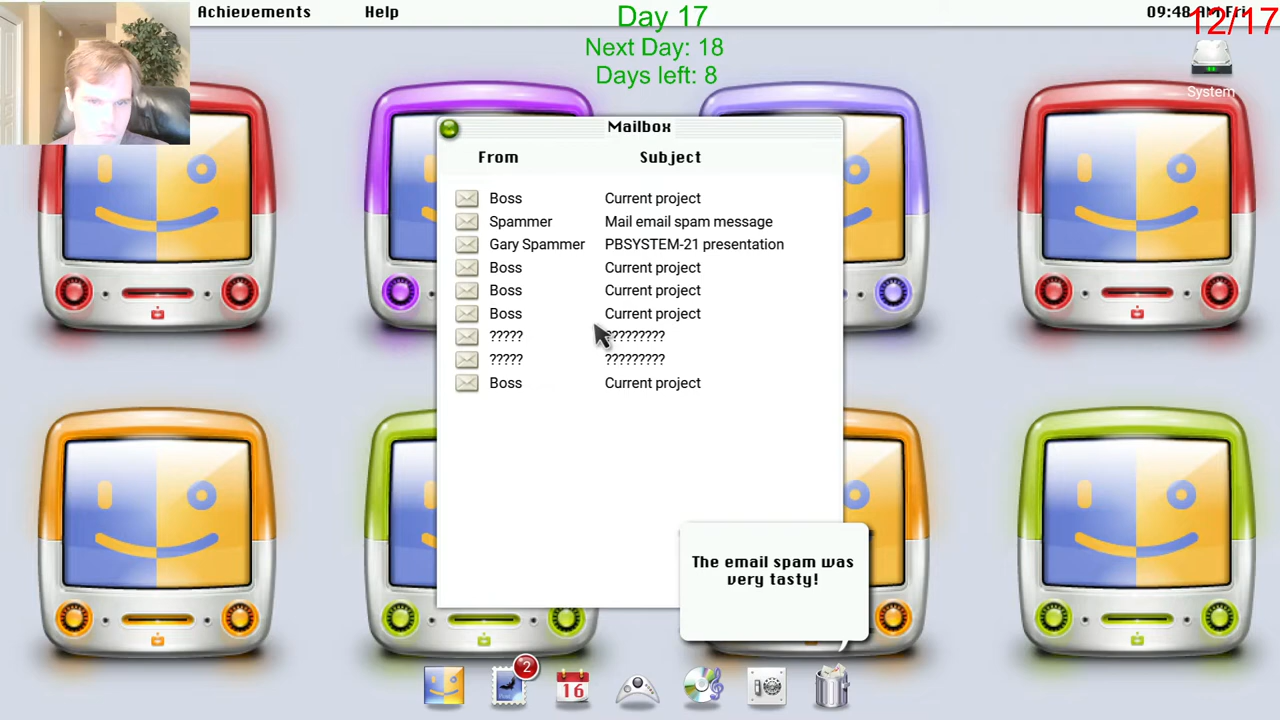 Achievements Help
Day 17
Next Day: 18
Days left: 8
09:48 AM Fri
12/17
System
Mailbox
From Subject
Boss Current project
Spammer Mail email spam message
Gary Spammer PBSYSTEM-21 presentation
Boss Current project
Boss Current project
Boss Current project
????? ?????????
????? ?????????
Boss Current project
The email spam was
very tasty!
2
16